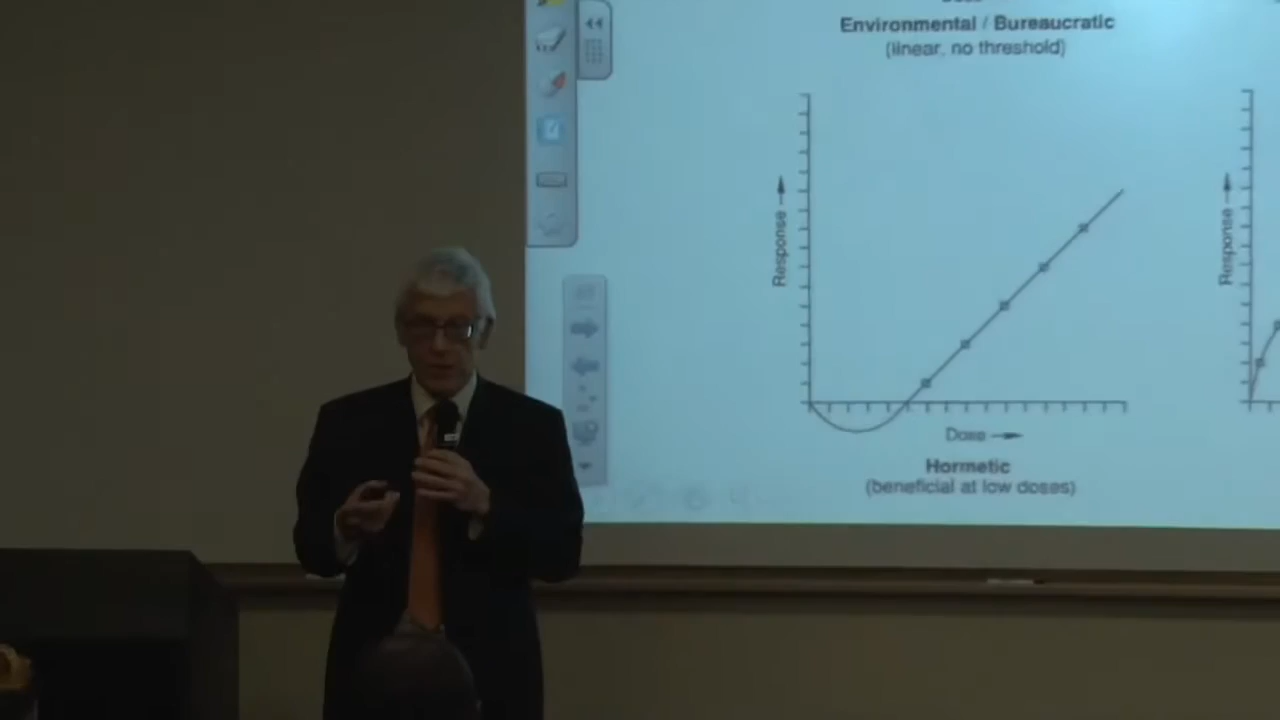 Environmental / Bureaucratic
(linear, no threshold)
Response
Dose
Hormetic
(beneficial at low doses)
Response